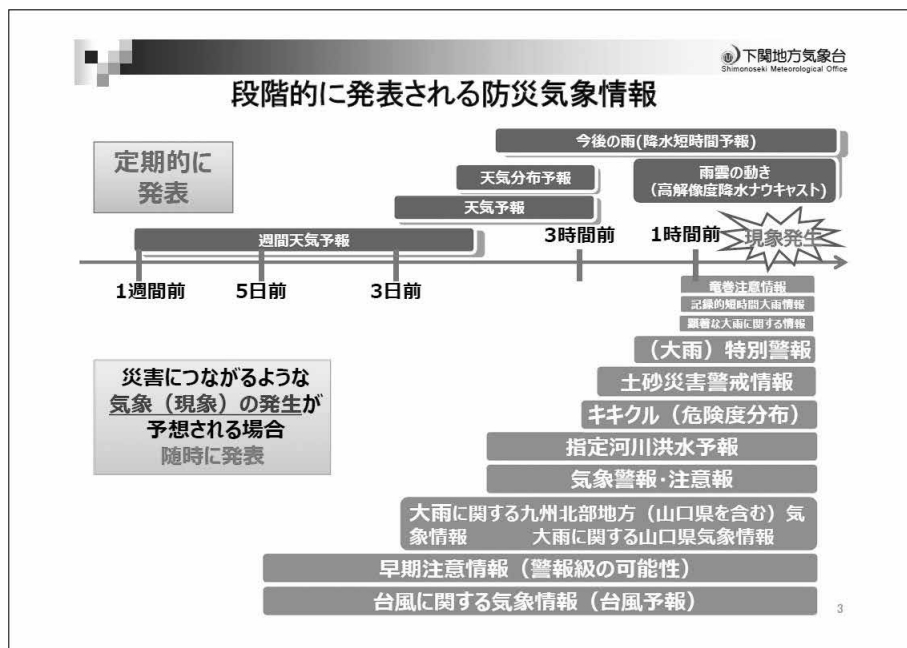 下関地方気象台
Shimonoseki Meteorological Office
段階的に発表される防災気象情報
定期的に
発表
今後の雨(降水短時間予報)
天気分布予報
雨雲の動き
(高解像度降水ナウキャスト)
天気予報
週間天気予報
3時間前
1時間前
現象発生
1週間前
5日前
3日前
竜巻注意情報
記録的短時間大雨情報
顕著な大雨に関する情報
(大雨)特別警報
土砂災害警戒情報
キキクル(危険度分布)
指定河川洪水予報
気象警報・注意報
大雨に関する九州北部地方(山口県を含む)気
象情報 大雨に関する山口県気象情報
早期注意情報(警報級の可能性)
台風に関する気象情報(台風予報)
災害につながるような
気象(現象)の発生が
予想される場合
随時に発表
3